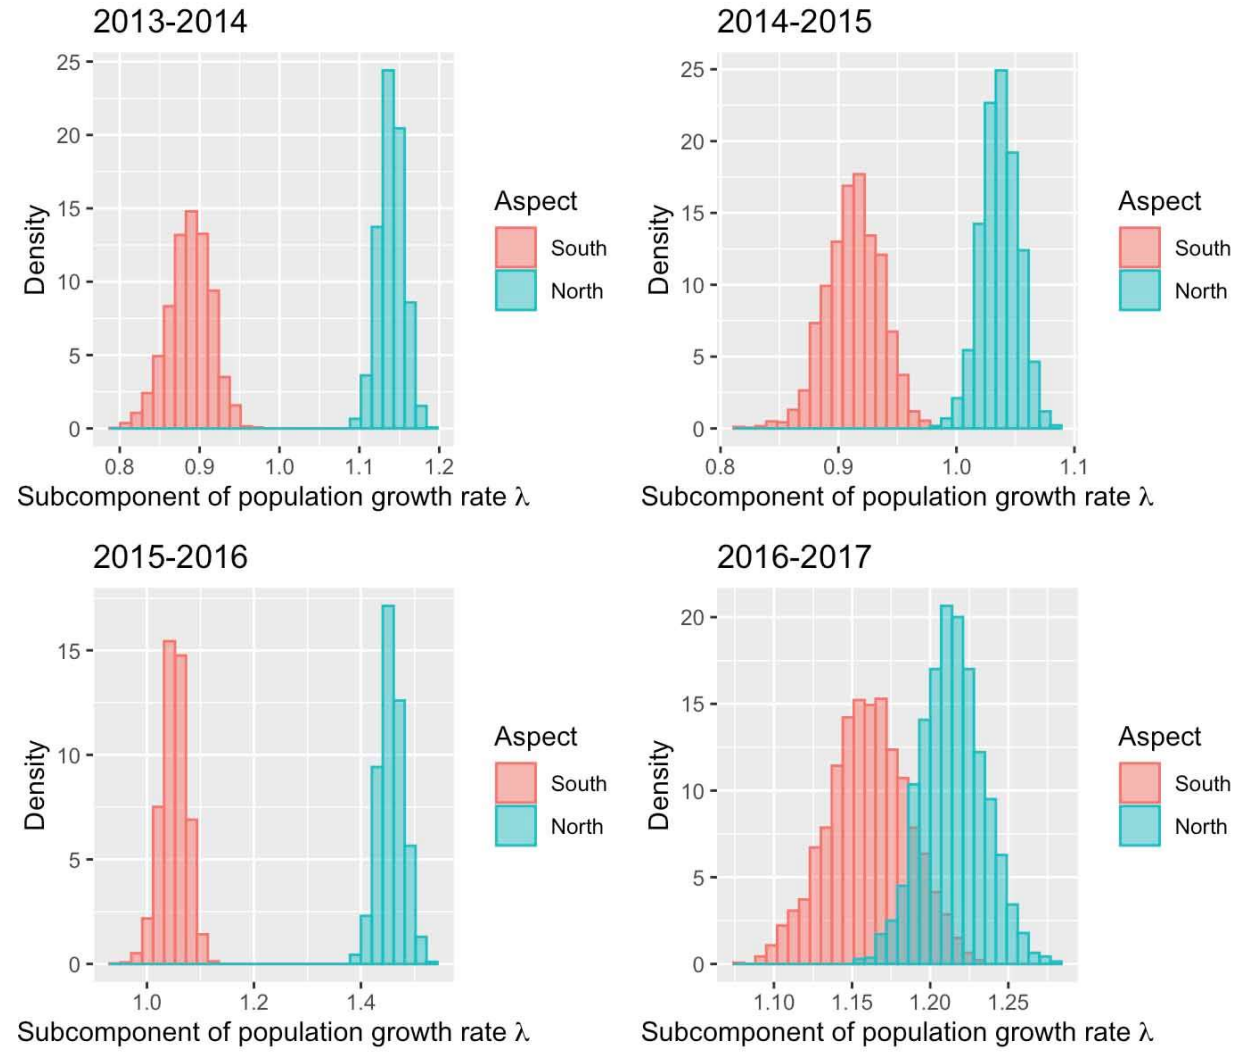 2013-2014
25
20
15
10
5
0
Density
0.8 0.9 1.0 1.1 1.2
Subcomponent of population growth rate λ
Aspect
South
North
2014-2015
25
20
15
10
5
0
Density
0.8 0.9 1.0 1.1
Subcomponent of population growth rate λ
Aspect
South
North
2015-2016
15
10
5
0
Density
1.0 1.2 1.4
Subcomponent of population growth rate λ
Aspect
South
North
2016-2017
20
15
10
5
0
Density
1.10 1.15 1.20 1.25
Subcomponent of population growth rate λ
Aspect
South
North